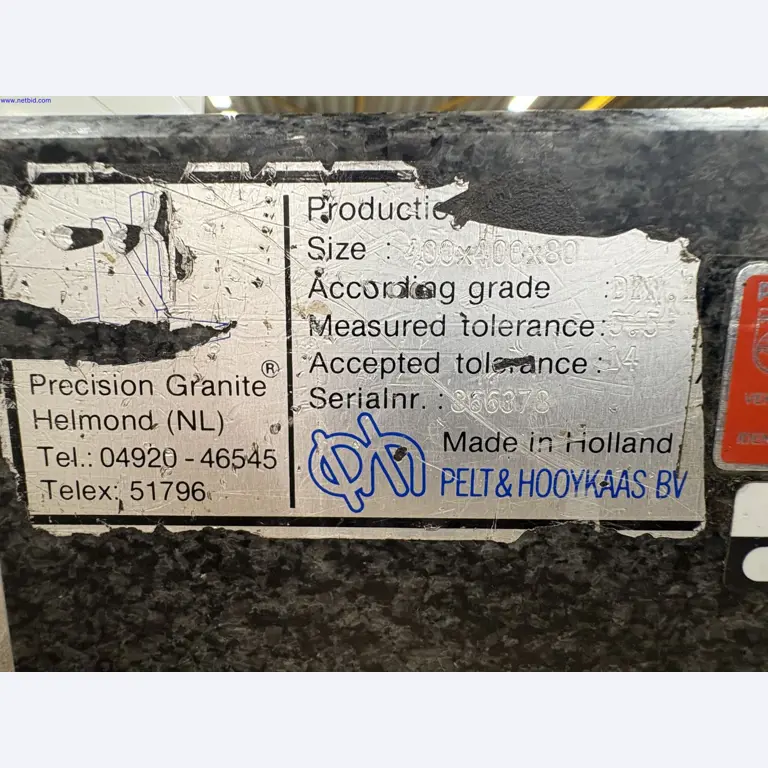 www.netbid.com
Precision Granite ®
Helmond (NL)
Tel.: 04920 - 46545
Telex: 51796
Size : 400x400x80
According grade :
Measured tolerance:
Accepted tolerance : 14
Serialnr. :
Made in Holland
PELT & HOOYKAAS BV